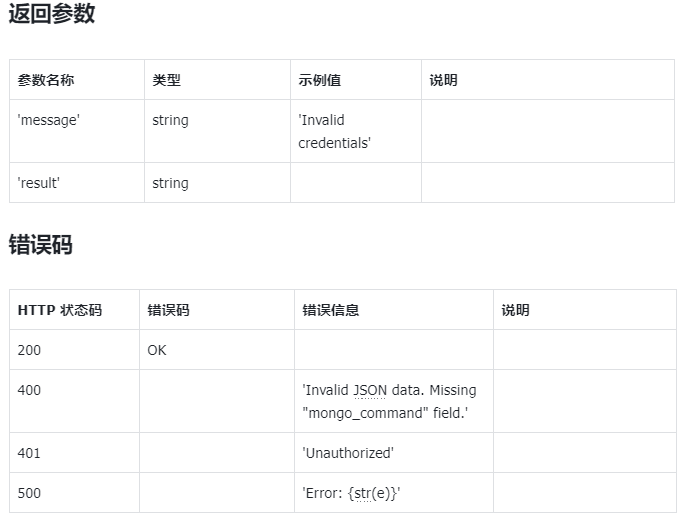 返回参数
参数名称 类型 示例值 说明
'message' string 'Invalid
credentials'
'result' string
错误码
HTTP 状态码 错误码 错误信息 说明
200 OK
400 'Invalid JSON data. Missing
"mongo_command" field.'
401 'Unauthorized'
500 'Error: {str(e)}'